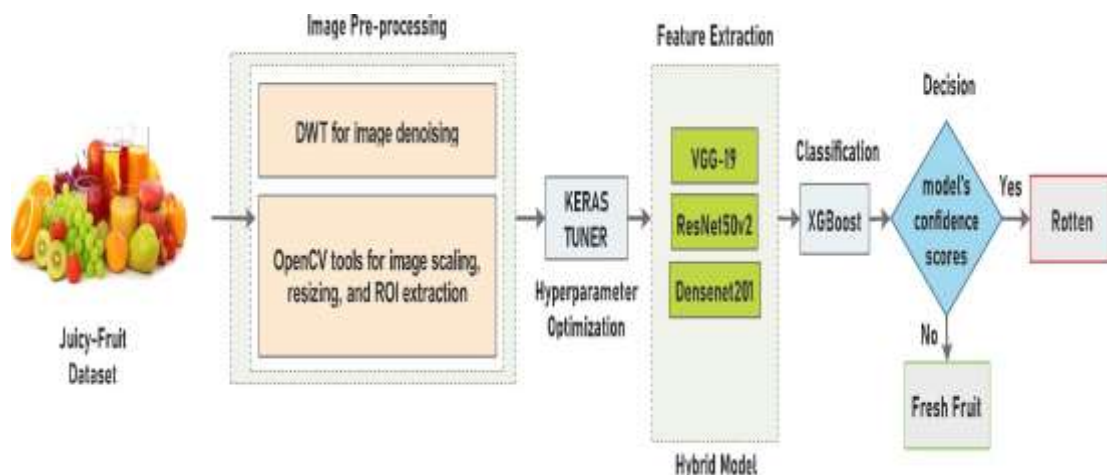 Image Pre-processing
DWT for image denoising
OpenCV tools for image scaling,
resizing, and ROI extraction
Juicy-Fruit
Dataset
KERAS
TUNER
Hyperparameter
Optimization
Feature Extraction
VGG-19
ResNet50v2
Densenet201
Hybrid Model
Classification
XGBoost
Decision
model's
confidence
scores
Yes
Rotten
No
Fresh Fruit